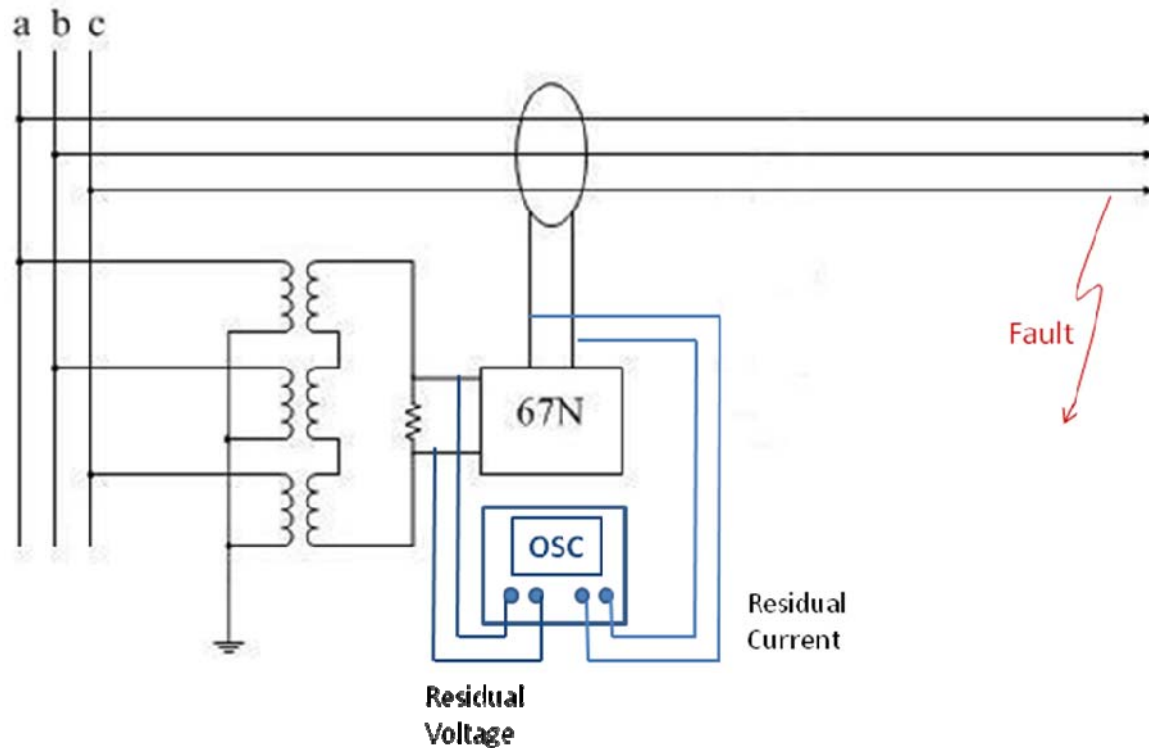 a b c
Fault
67N
OSC
Residual
Current
Residual
Voltage